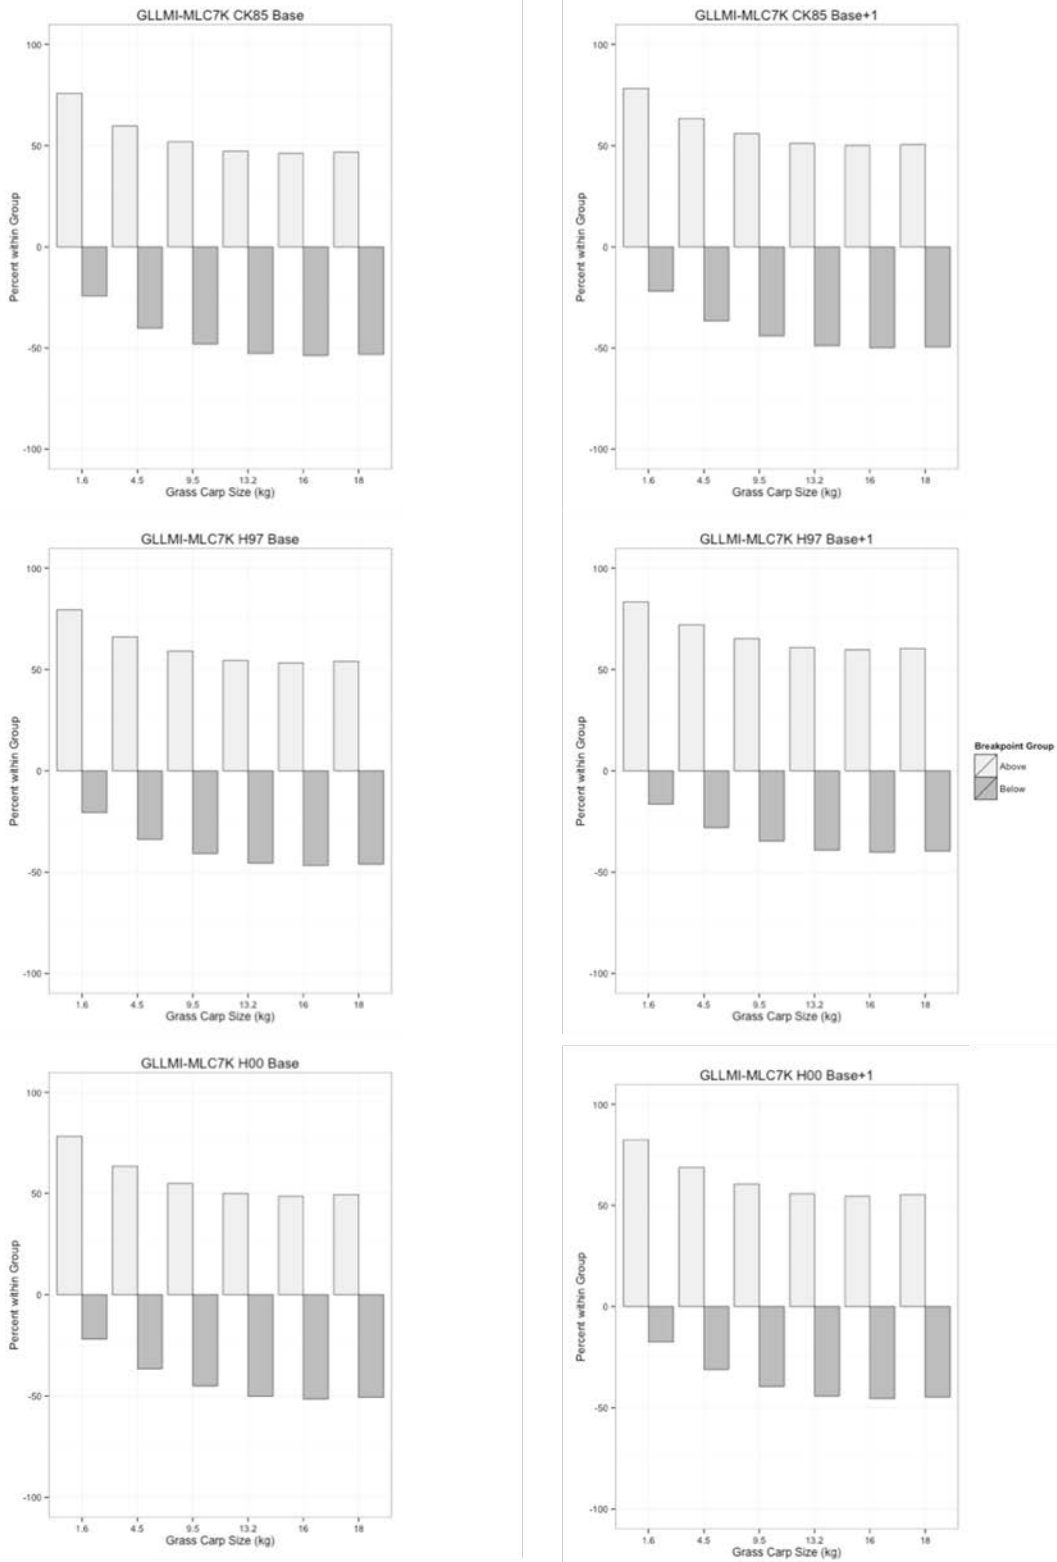 GLLMI-MLC7K CK85 Base
100
50
0
-50
-100
Percent within Group
1.6 4.5 9.5 13.2 16 18
Grass Carp Size (kg)
GLLMI-MLC7K CK85 Base+1
100
50
0
-50
-100
Percent within Group
1.6 4.5 9.5 13.2 16 18
Grass Carp Size (kg)
GLLMI-MLC7K H97 Base
100
50
0
-50
-100
Percent within Group
1.6 4.5 9.5 13.2 16 18
Grass Carp Size (kg)
GLLMI-MLC7K H97 Base+1
100
50
0
-50
-100
Percent within Group
1.6 4.5 9.5 13.2 16 18
Grass Carp Size (kg)
Breakpoint Group
Above
Below
GLLMI-MLC7K H00 Base
100
50
0
-50
-100
Percent within Group
1.6 4.5 9.5 13.2 16 18
Grass Carp Size (kg)
GLLMI-MLC7K H00 Base+1
100
50
0
-50
-100
Percent within Group
1.6 4.5 9.5 13.2 16 18
Grass Carp Size (kg)